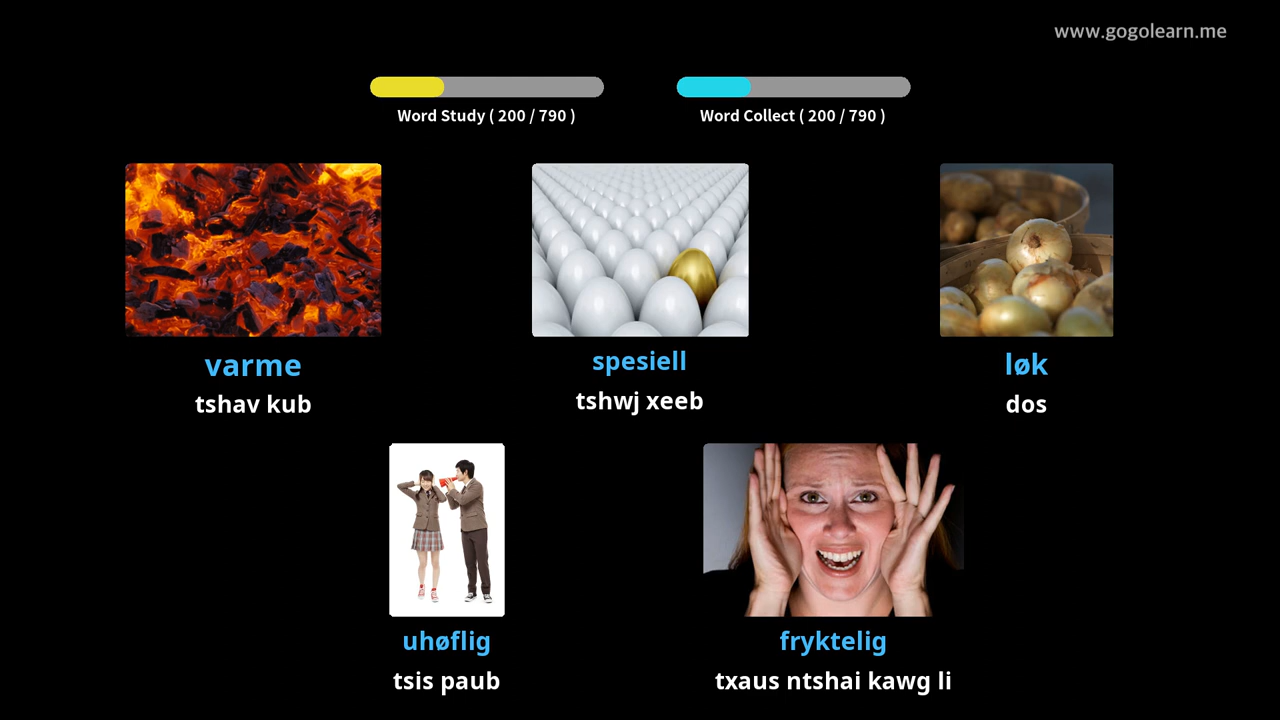 www.gogolearn.me
Word Study ( 200 / 790 )
Word Collect ( 200 / 790 )
varme
tshav kub
spesiell
tshwj xeeb
løk
dos
uhøflig
tsis paub
fryktelig
txaus ntshai kawg li